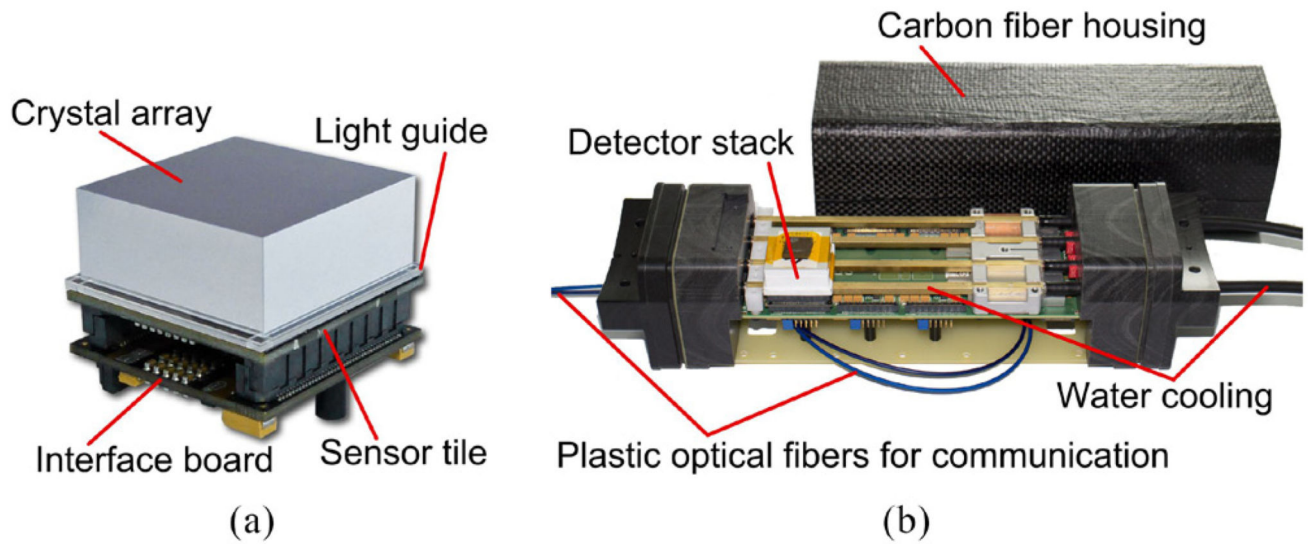 Crystal array
Light guide
Interface board
Sensor tile
(a)
Carbon fiber housing
Detector stack
Water cooling
Plastic optical fibers for communication
(b)